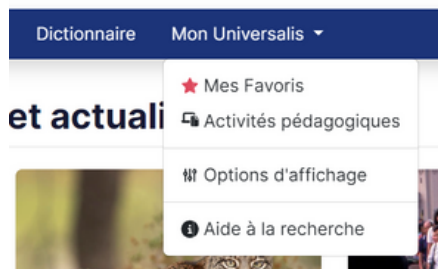 Dictionnaire Mon Universalis
Mes Favoris
et actuali
Activités pédagogiques
Options d'affichage
Aide à la recherche